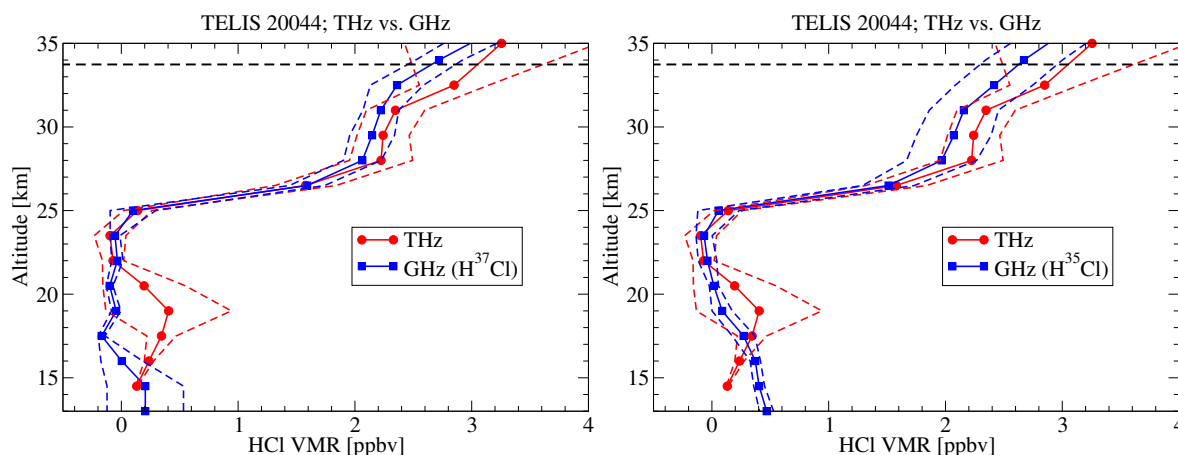 TELIS 20044; THz vs. GHz
35
30
25
20
15
Altitude [km]
THz
GHz (H³⁷Cl)
0 1 2 3 4
HCl VMR [ppbv]
TELIS 20044; THz vs. GHz
35
30
25
20
15
Altitude [km]
THz
GHz (H³⁵Cl)
0 1 2 3 4
HCl VMR [ppbv]